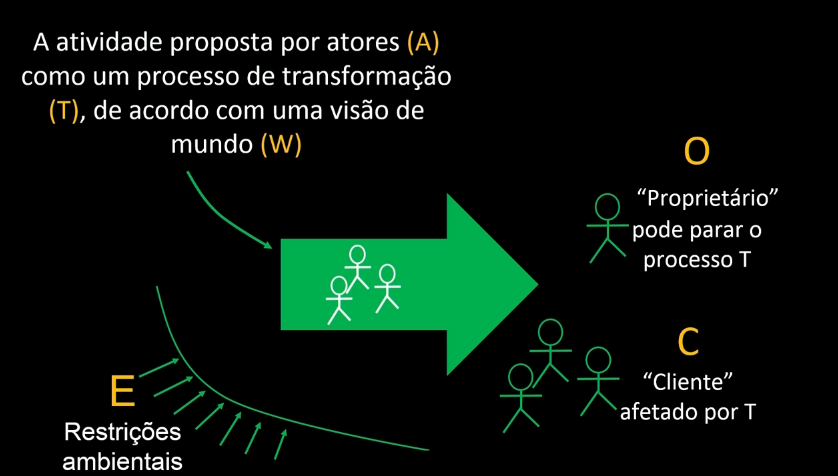 A atividade proposta por atores (A)
como um processo de transformação
(T), de acordo com uma visão de
mundo (W)
O
“Proprietário”
pode parar o
processo T
C
“Cliente”
afetado por T
E
Restrições
ambientais